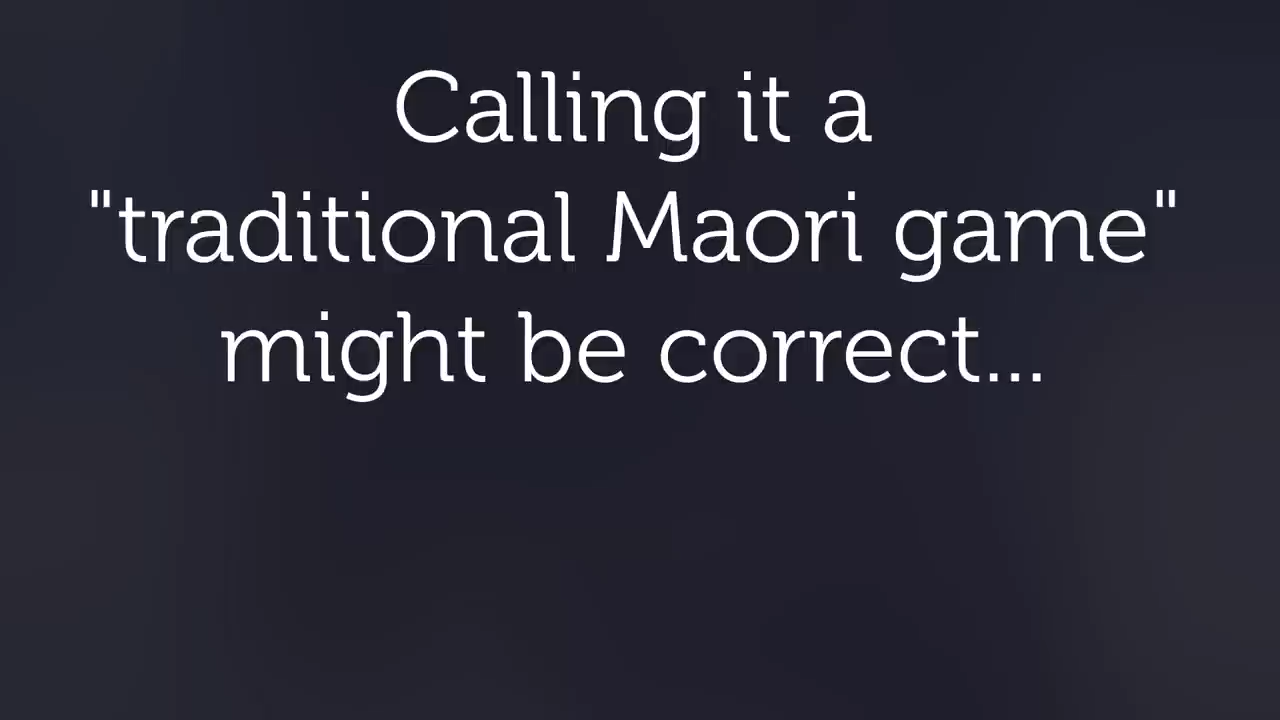 Calling it a
"traditional Maori game"
might be correct...